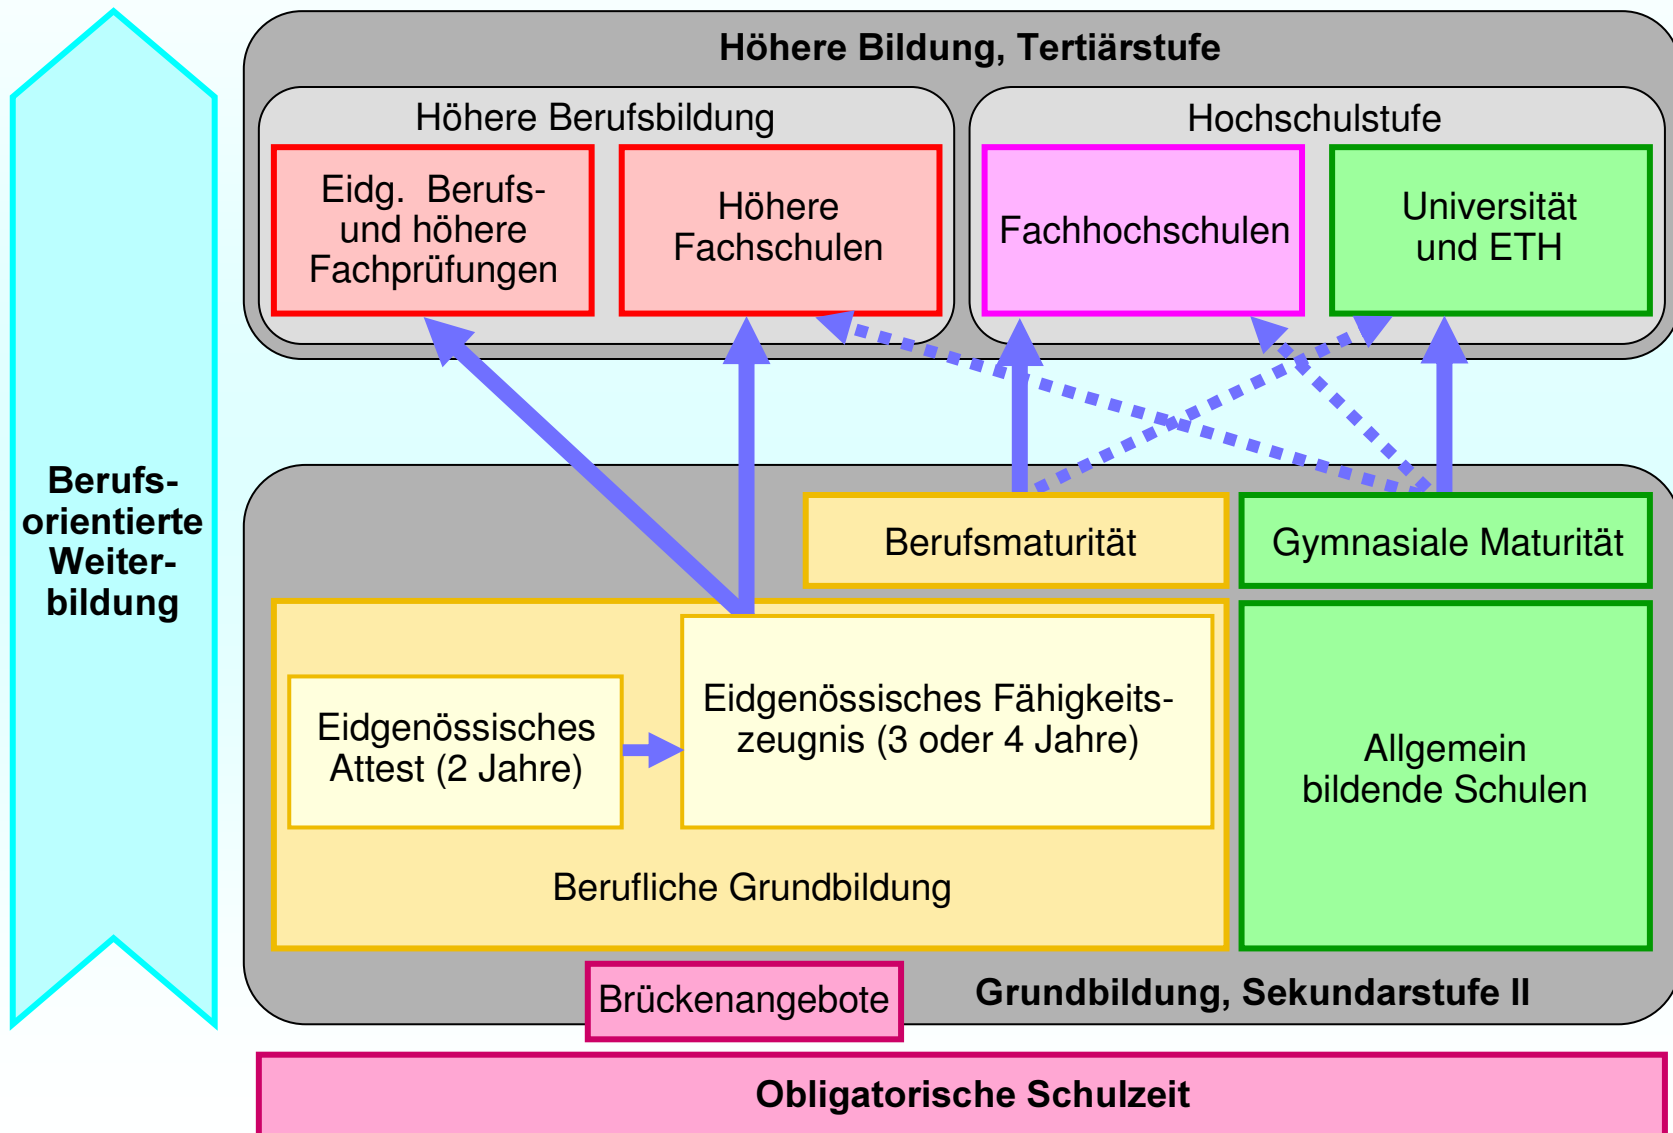 Höhere Bildung, Tertiärstufe
Höhere Berufsbildung
Hochschulstufe
Eidg. Berufs-
und höhere
Fachprüfungen
Höhere
Fachschulen
Fachhochschulen
Universität
und ETH
Berufs-
orientierte
Weiter-
bildung
Berufsmaturität
Gymnasiale Maturität
Eidgenössisches
Attest (2 Jahre)
Eidgenössisches Fähigkeits-
zeugnis (3 oder 4 Jahre)
Allgemein
bildende Schulen
Berufliche Grundbildung
Brückenangebote
Grundbildung, Sekundarstufe II
Obligatorische Schulzeit